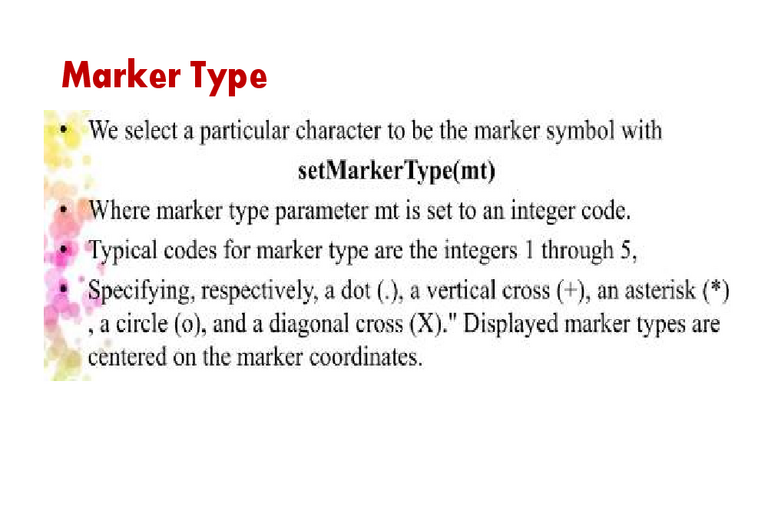 Marker Type
• We select a particular character to be the marker symbol with
setMarkerType(mt)
• Where marker type parameter mt is set to an integer code.
• Typical codes for marker type are the integers 1 through 5,
• Specifying, respectively, a dot (.), a vertical cross (+), an asterisk (*)
, a circle (o), and a diagonal cross (X)." Displayed marker types are
centered on the marker coordinates.